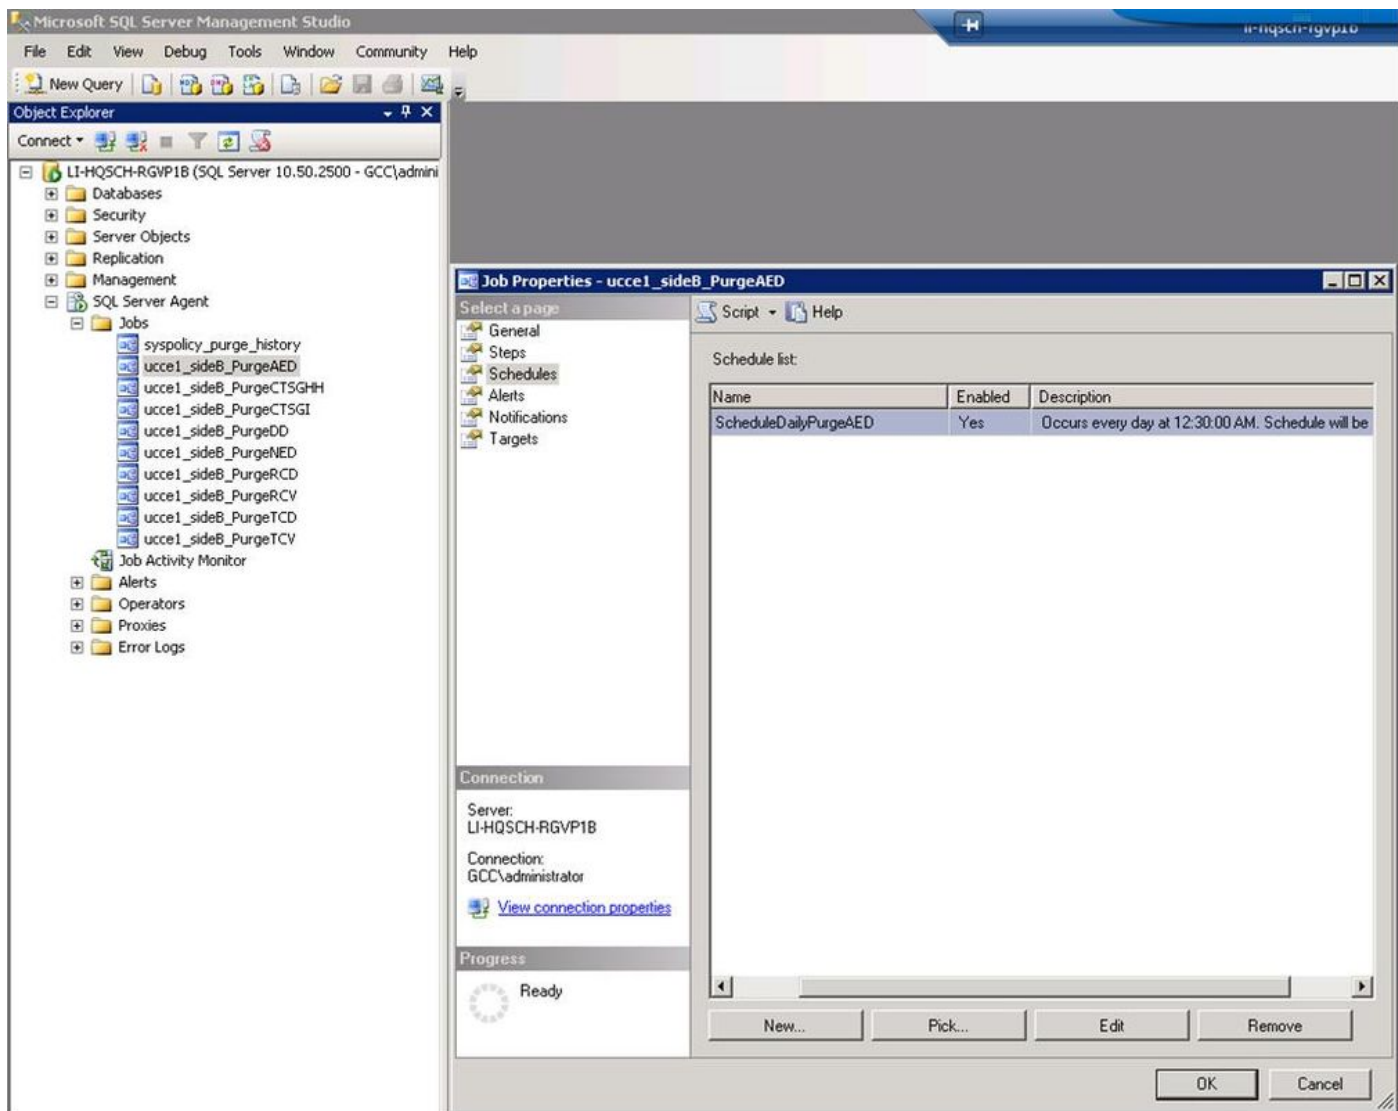 Microsoft SQL Server Management Studio
li-hqsch-rgvp1b
File Edit View Debug Tools Window Community Help
New Query
Object Explorer
Connect
LI-HQSCH-RGVP1B (SQL Server 10.50.2500 - GCC\admini
Databases
Security
Server Objects
Replication
Management
SQL Server Agent
Jobs
syspolicy_purge_history
ucce1_sideB_PurgeAED
ucce1_sideB_PurgeCTSGHH
ucce1_sideB_PurgeCTSGI
ucce1_sideB_PurgeDD
ucce1_sideB_PurgeNED
ucce1_sideB_PurgeRCD
ucce1_sideB_PurgeRCV
ucce1_sideB_PurgeTCD
ucce1_sideB_PurgeTCV
Job Activity Monitor
Alerts
Operators
Proxies
Error Logs
Job Properties - ucce1_sideB_PurgeAED
Select a page
General
Steps
Schedules
Alerts
Notifications
Targets
Script Help
Schedule list:
Name Enabled Description
ScheduleDailyPurgeAED Yes Occurs every day at 12:30:00 AM. Schedule will be
Connection
Server:
LI-HQSCH-RGVP1B
Connection:
GCC\administrator
View connection properties
Progress
Ready
New... Pick... Edit Remove
OK Cancel